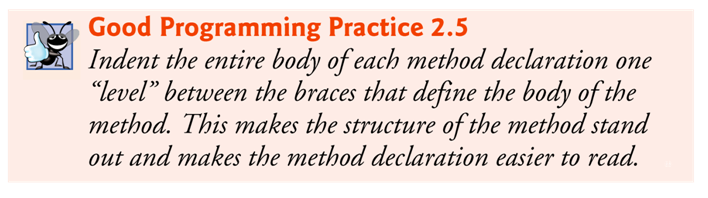 Good Programming Practice 2.5
Indent the entire body of each method declaration one
“level” between the braces that define the body of the
method. This makes the structure of the method stand
out and makes the method declaration easier to read.